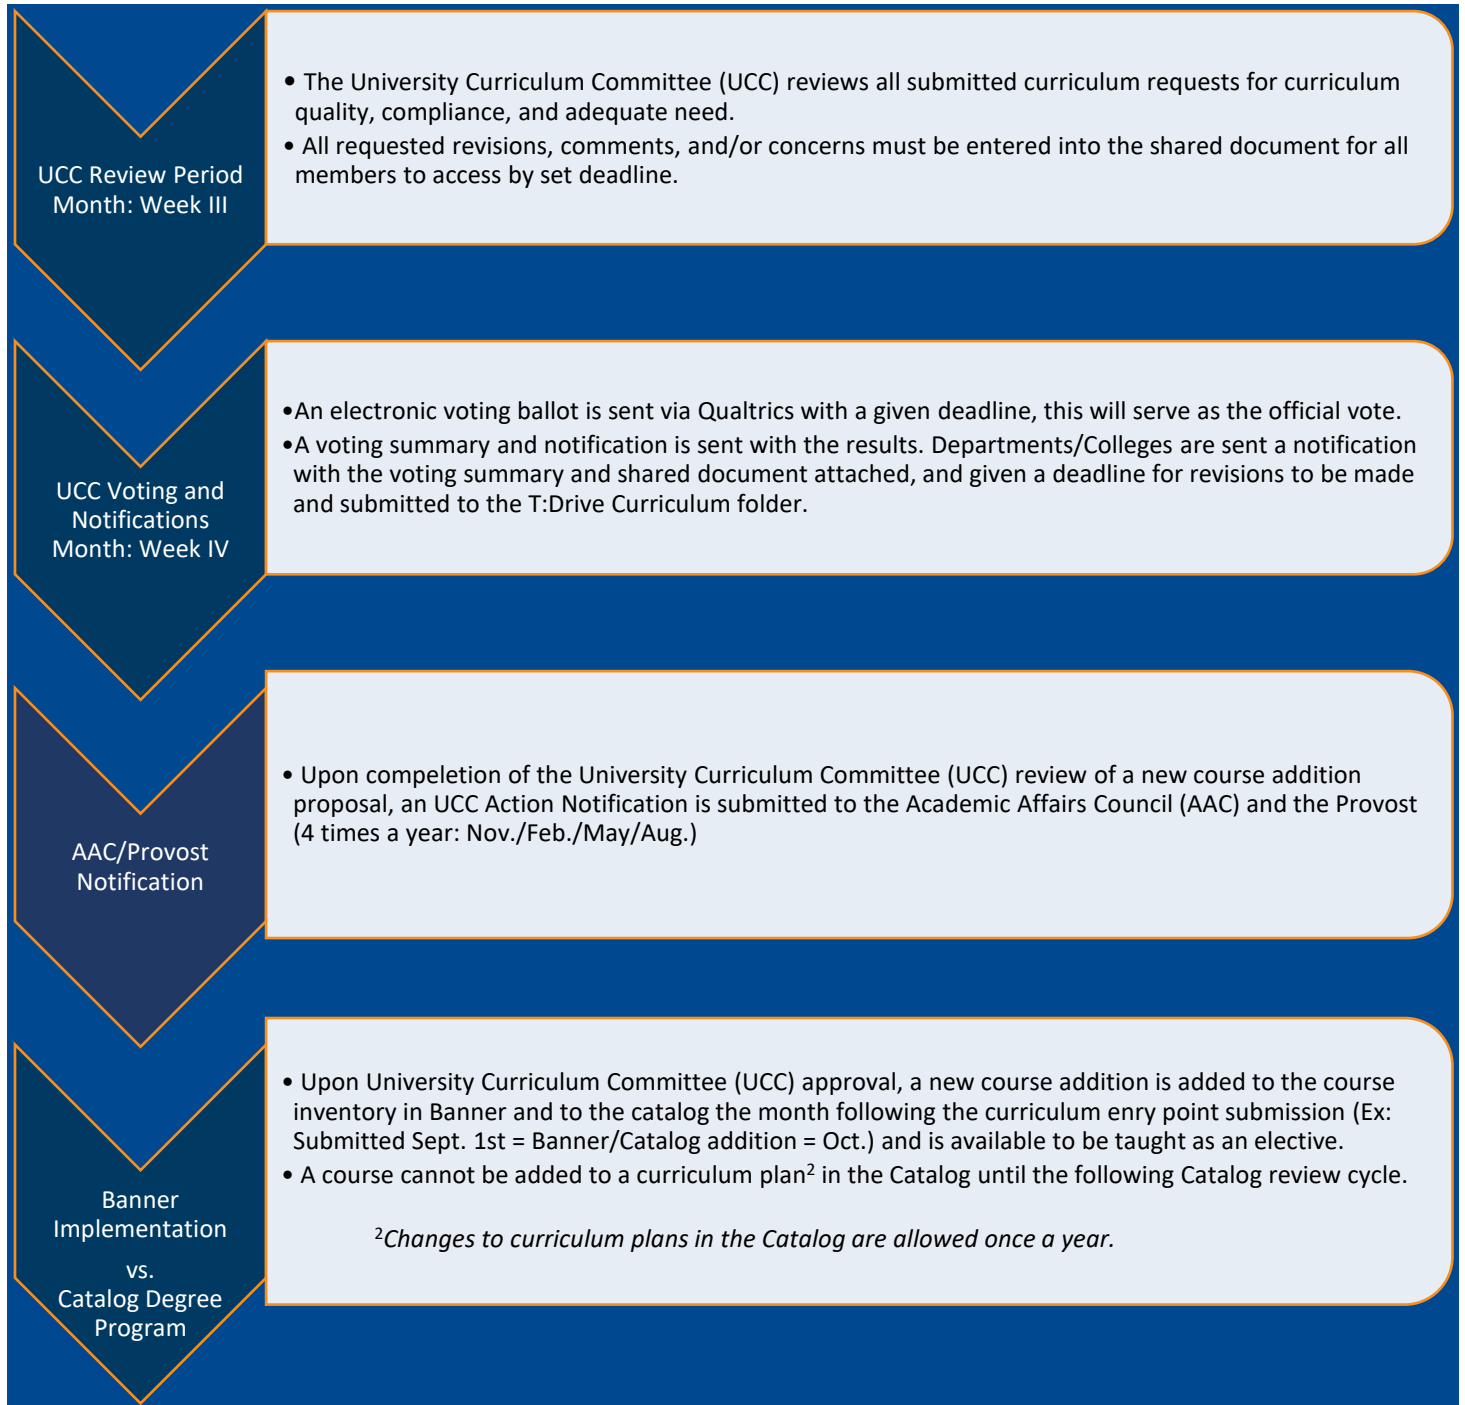 UCC Review Period
Month: Week III
• The University Curriculum Committee (UCC) reviews all submitted curriculum requests for curriculum
quality, compliance, and adequate need.
• All requested revisions, comments, and/or concerns must be entered into the shared document for all
members to access by set deadline.
UCC Voting and
Notifications
Month: Week IV
•An electronic voting ballot is sent via Qualtrics with a given deadline, this will serve as the official vote.
•A voting summary and notification is sent with the results. Departments/Colleges are sent a notification
with the voting summary and shared document attached, and given a deadline for revisions to be made
and submitted to the T:Drive Curriculum folder.
AAC/Provost
Notification
• Upon compeletion of the University Curriculum Committee (UCC) review of a new course addition
proposal, an UCC Action Notification is submitted to the Academic Affairs Council (AAC) and the Provost
(4 times a year: Nov./Feb./May/Aug.)
Banner
Implementation
vs.
Catalog Degree
Program
• Upon University Curriculum Committee (UCC) approval, a new course addition is added to the course
inventory in Banner and to the catalog the month following the curriculum enry point submission (Ex:
Submitted Sept. 1st = Banner/Catalog addition = Oct.) and is available to be taught as an elective.
• A course cannot be added to a curriculum plan² in the Catalog until the following Catalog review cycle.
²Changes to curriculum plans in the Catalog are allowed once a year.